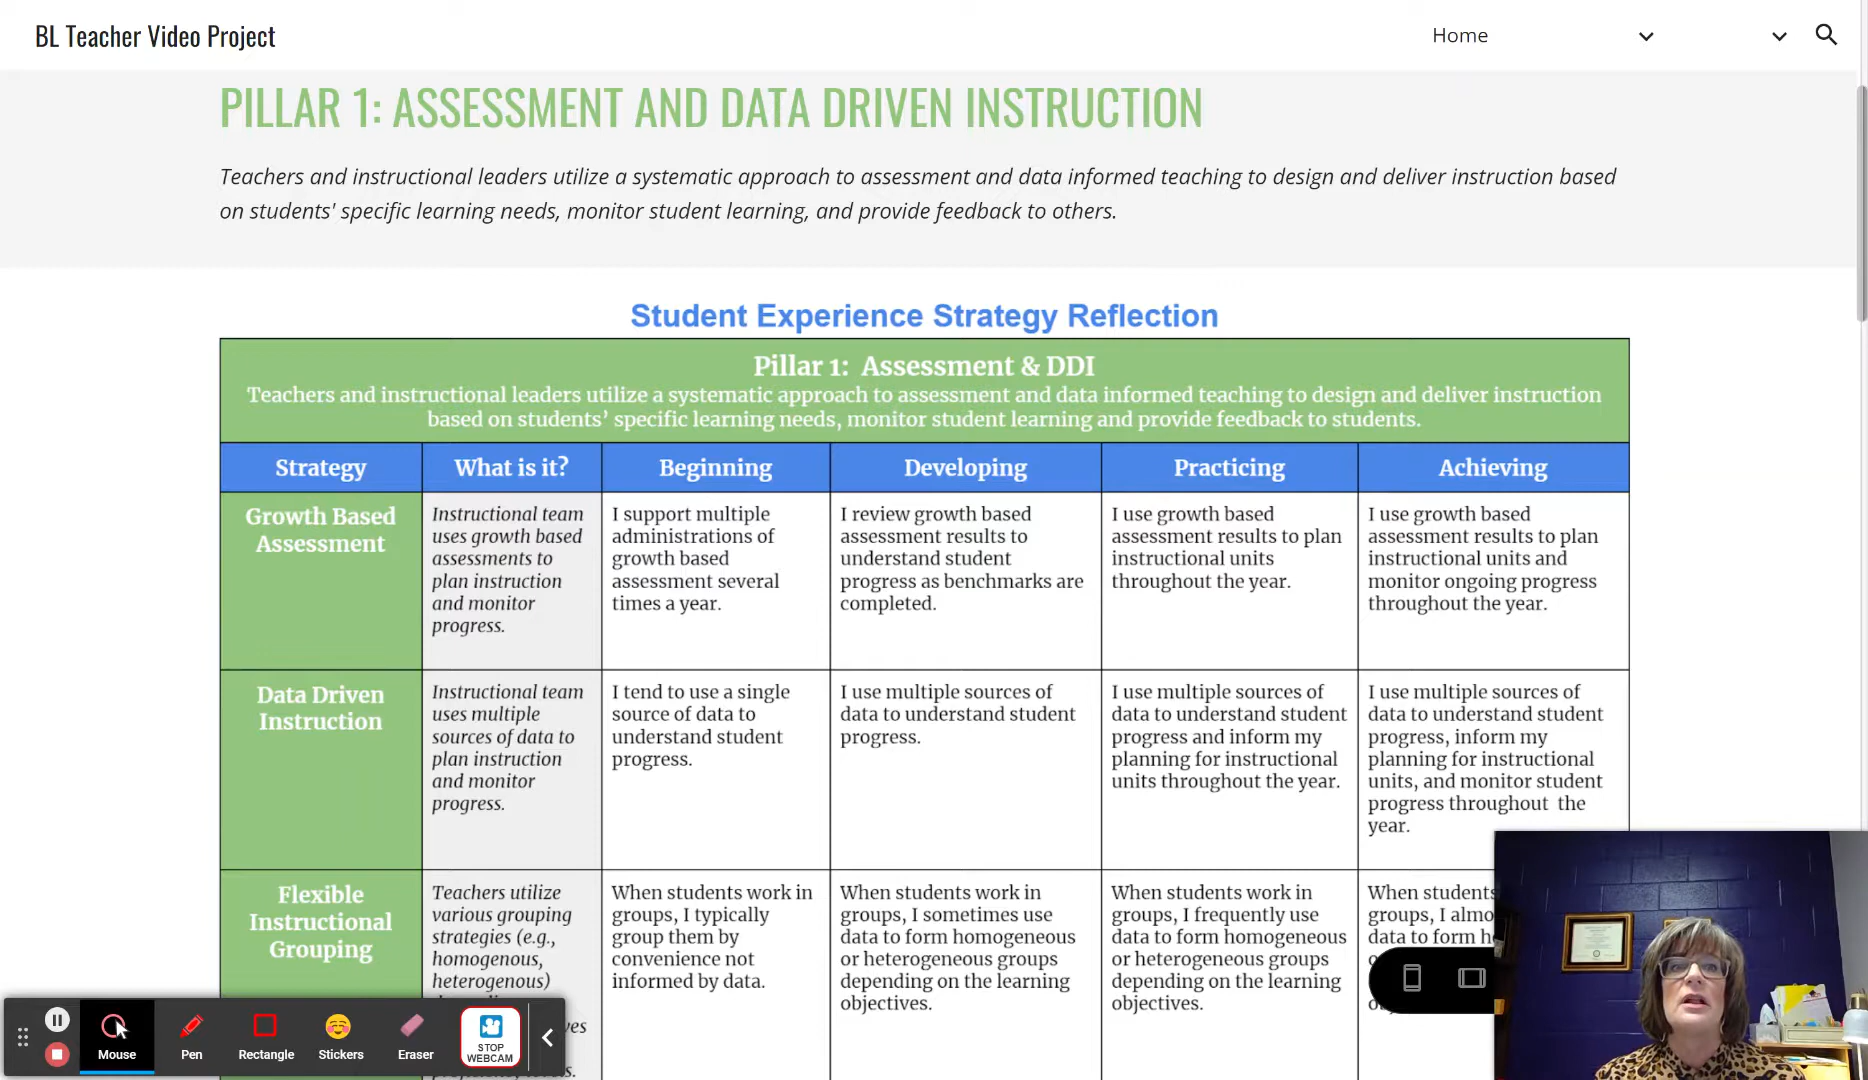 BL Teacher Video Project
Home
PILLAR 1: ASSESSMENT AND DATA DRIVEN INSTRUCTION
Teachers and instructional leaders utilize a systematic approach to assessment and data informed teaching to design and deliver instruction based
on students' specific learning needs, monitor student learning, and provide feedback to others.
Student Experience Strategy Reflection
Pillar 1: Assessment & DDI
Teachers and instructional leaders utilize a systematic approach to assessment and data informed teaching to design and deliver instruction
based on students' specific learning needs, monitor student learning and provide feedback to students.
Strategy
What is it?
Beginning
Developing
Practicing
Achieving
Growth Based
Assessment
Instructional team
uses growth based
assessments to
plan instruction
and monitor
progress.
I support multiple
administrations of
growth based
assessment several
times a year.
I review growth based
assessment results to
understand student
progress as benchmarks are
completed.
I use growth based
assessment results to plan
instructional units
throughout the year.
I use growth based
assessment results to plan
instructional units and
monitor ongoing progress
throughout the year.
Data Driven
Instruction
Instructional team
uses multiple
sources of data to
plan instruction
and monitor
progress.
I tend to use a single
source of data to
understand student
progress.
I use multiple sources of
data to understand student
progress.
I use multiple sources of
data to understand student
progress and inform my
planning for instructional
units throughout the year.
I use multiple sources of
data to understand student
progress, inform my
planning for instructional
units, and monitor student
progress throughout the
year.
Flexible
Instructional
Grouping
Teachers utilize
various grouping
strategies (e.g.,
homogenous,
heterogenous)
When students work in
groups, I typically
group them by
convenience not
informed by data.
When students work in
groups, I sometimes use
data to form homogeneous
or heterogeneous groups
depending on the learning
objectives.
When students work in
groups, I frequently use
data to form homogeneous
or heterogeneous groups
depending on the learning
objectives.
When students
groups, I
data to form
Mouse
Pen
Rectangle
Stickers
Eraser
STOP
WEBCAM